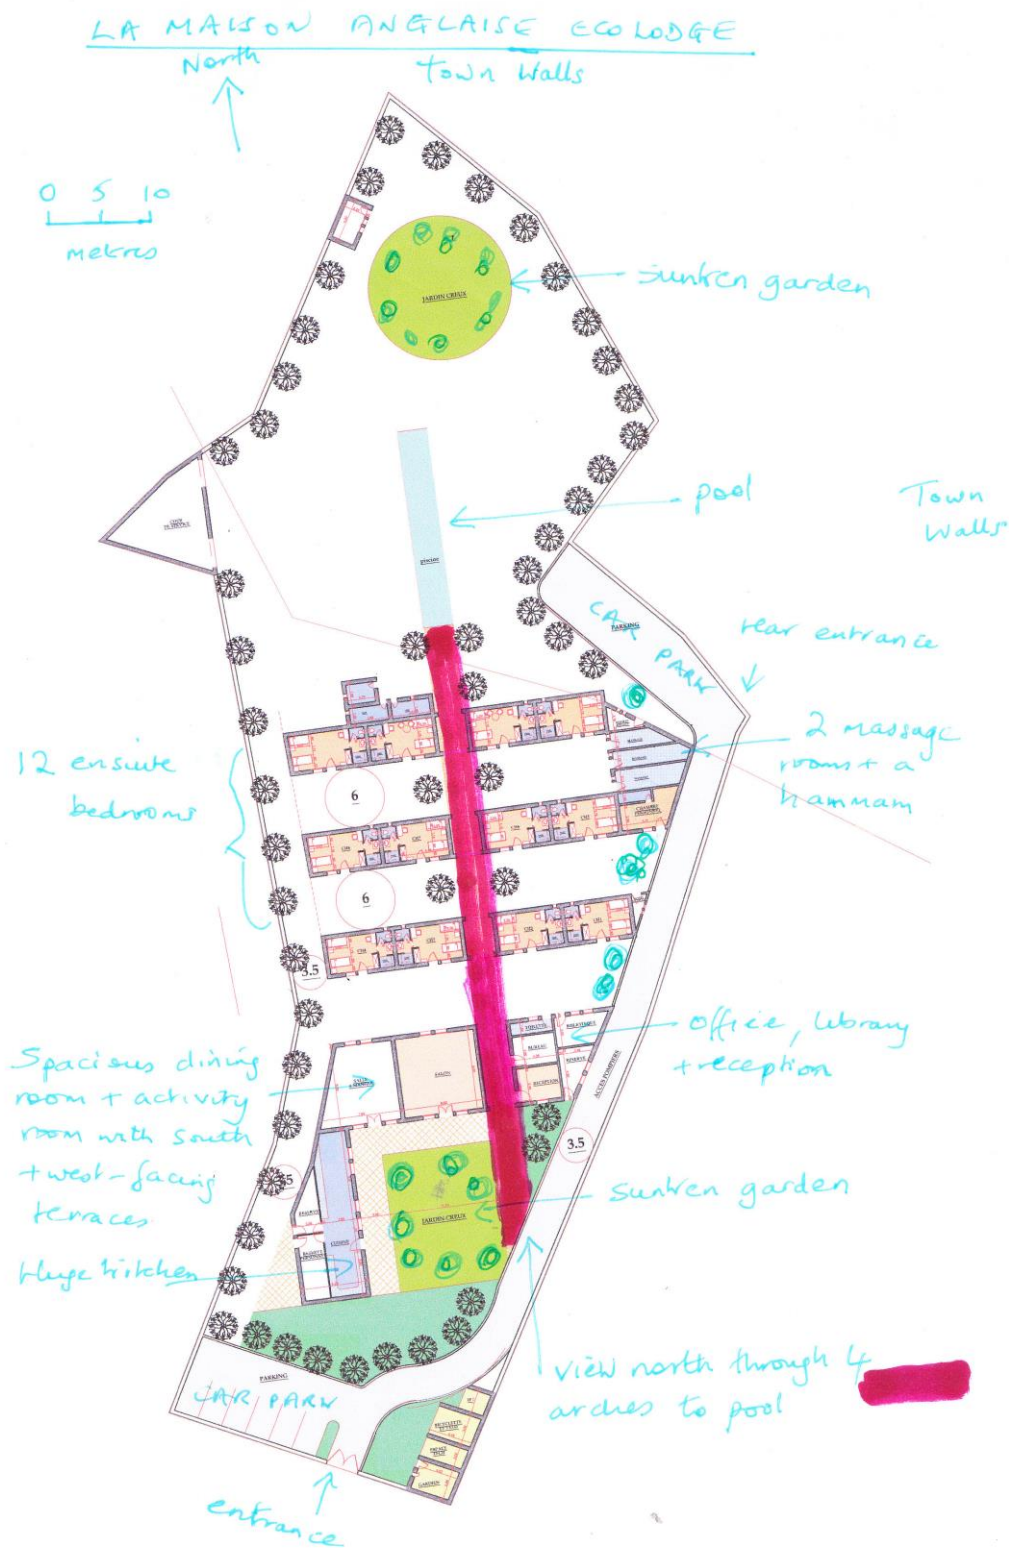 LA MAISON ANGLAISE ECOLODGE
North
Town Walls
0 5 10
metres
sunken garden
JARDIN CREUX
pool
Town
Walls
piscine
CAR
PARK
PARKING
rear entrance
12 ensuite
bedrooms
2 massage
rooms + a
hammam
6
6
3.5
office, library
+ reception
BUREAU
RECEPTION
SALON
ACCES POMPIERS
Spacious dining
room + activity
room with south
+ west-facing
terraces
3.5
sunken garden
JARDIN CREUX
CUISINE
Huge kitchen
view north through 4
arches to pool
PARKING
CAR PARK
GARDIEN
entrance